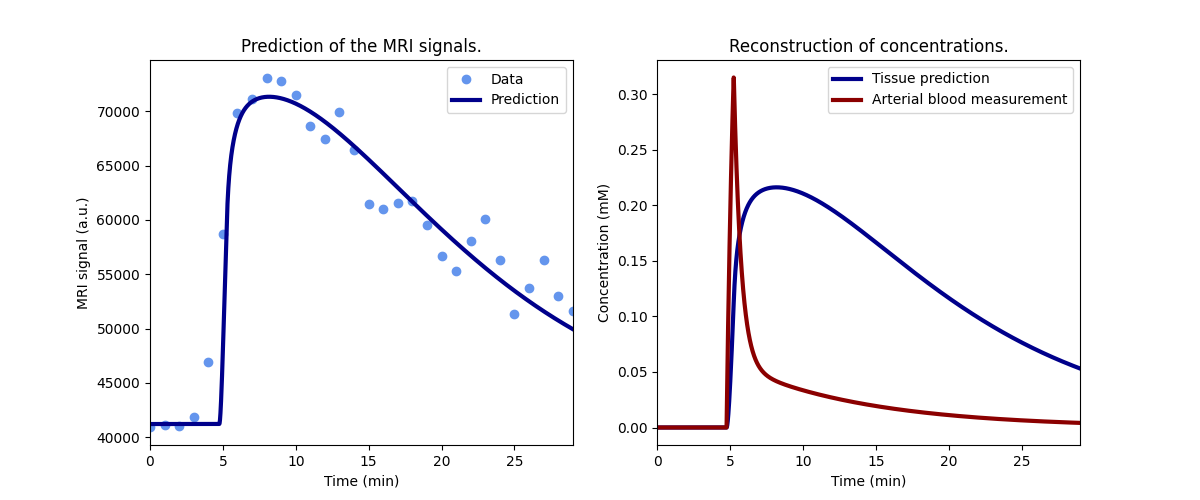 Prediction of the MRI signals.
MRI signal (a.u.)
70000
65000
60000
55000
50000
45000
40000
0 5 10 15 20 25
Time (min)
Data
Prediction
Reconstruction of concentrations.
Concentration (mM)
0.30
0.25
0.20
0.15
0.10
0.05
0.00
0 5 10 15 20 25
Time (min)
Tissue prediction
Arterial blood measurement